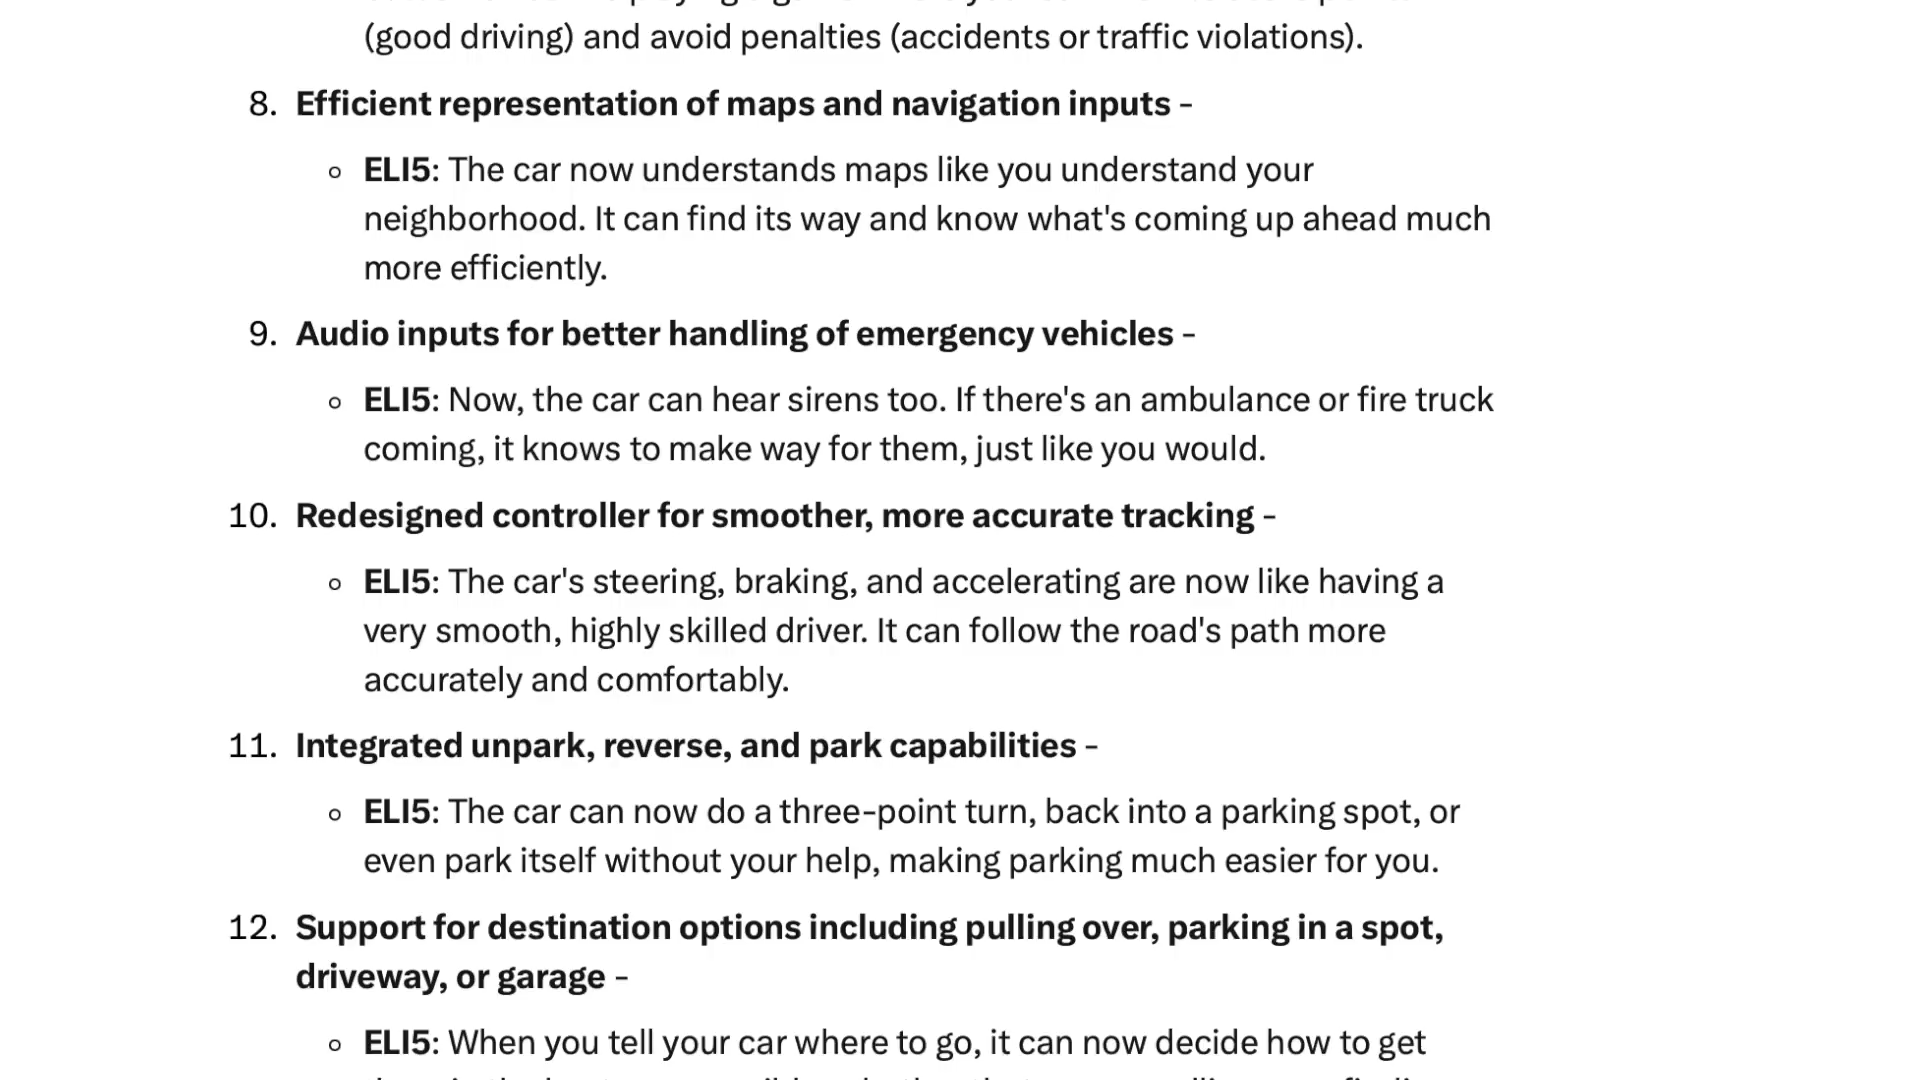 (good driving) and avoid penalties (accidents or traffic violations).
8. Efficient representation of maps and navigation inputs –
ELI5: The car now understands maps like you understand your
neighborhood. It can find its way and know what's coming up ahead much
more efficiently.
9. Audio inputs for better handling of emergency vehicles –
ELI5: Now, the car can hear sirens too. If there's an ambulance or fire truck
coming, it knows to make way for them, just like you would.
10. Redesigned controller for smoother, more accurate tracking –
ELI5: The car's steering, braking, and accelerating are now like having a
very smooth, highly skilled driver. It can follow the road's path more
accurately and comfortably.
11. Integrated unpark, reverse, and park capabilities –
ELI5: The car can now do a three-point turn, back into a parking spot, or
even park itself without your help, making parking much easier for you.
12. Support for destination options including pulling over, parking in a spot,
driveway, or garage –
ELI5: When you tell your car where to go, it can now decide how to get